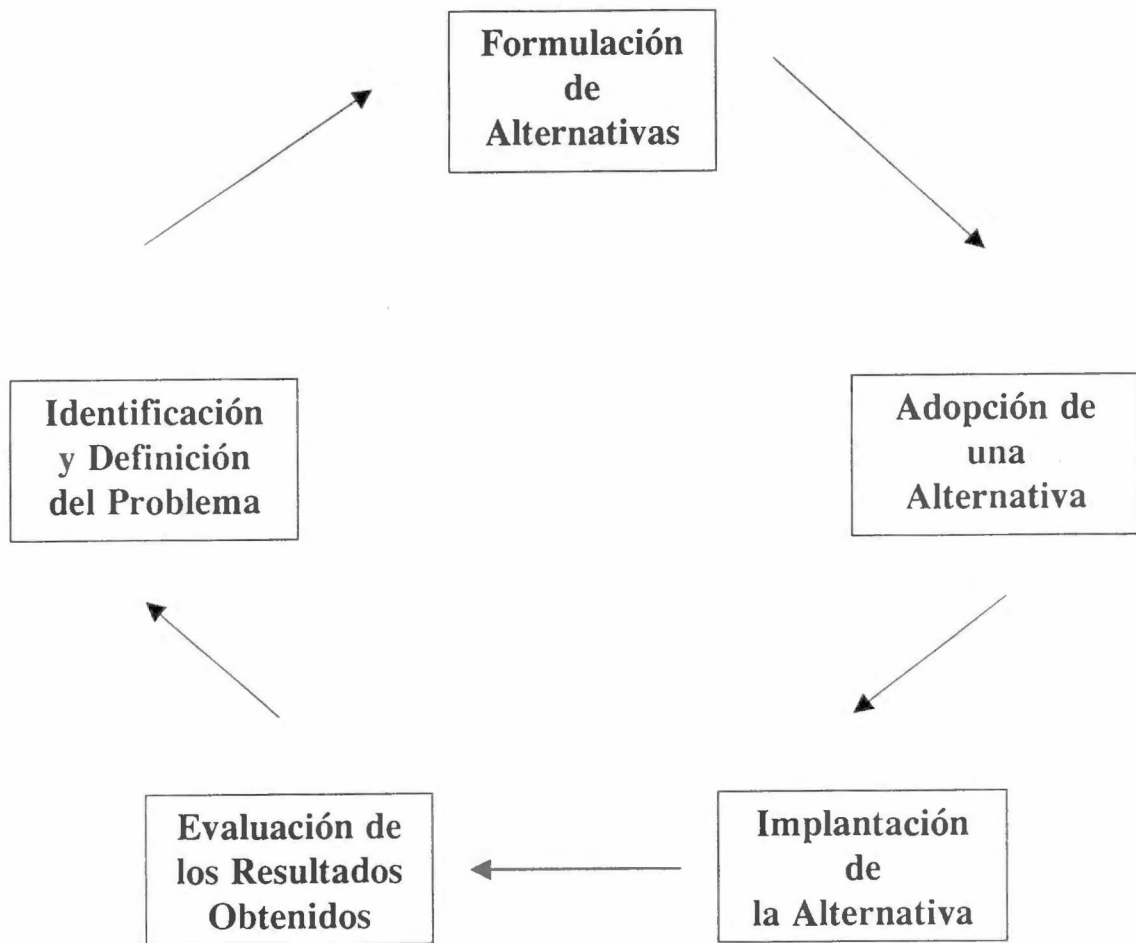 Formulación
de
Alternativas
Identificación
y Definición
del Problema
Adopción de
una
Alternativa
Evaluación de
los Resultados
Obtenidos
Implantación
de
la Alternativa